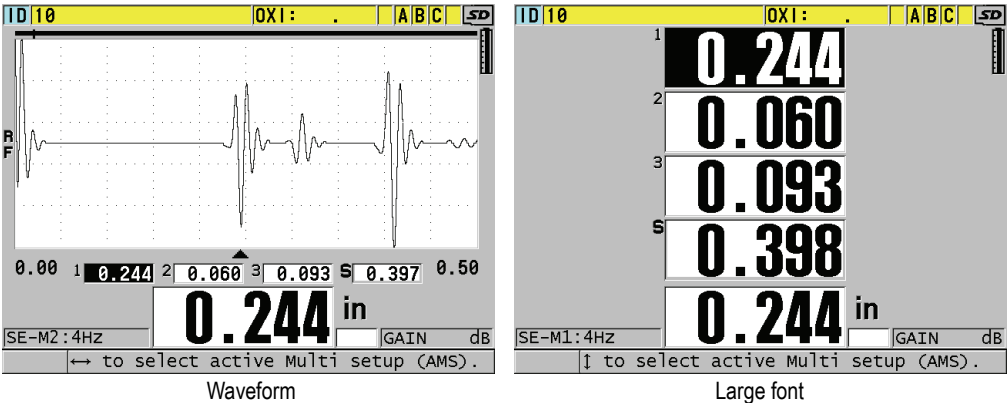 ID 10 OXI: . A B C SD
R
F
0.00 1 0.244 2 0.060 3 0.093 S 0.397 0.50
0.244 in
SE-M2:4Hz GAIN dB
↔ to select active Multi setup (AMS).
Waveform
ID 10 OXI: . A B C SD
1 0.244
2 0.060
3 0.093
S 0.398
0.244 in
SE-M1:4Hz GAIN dB
↕ to select active Multi setup (AMS).
Large font